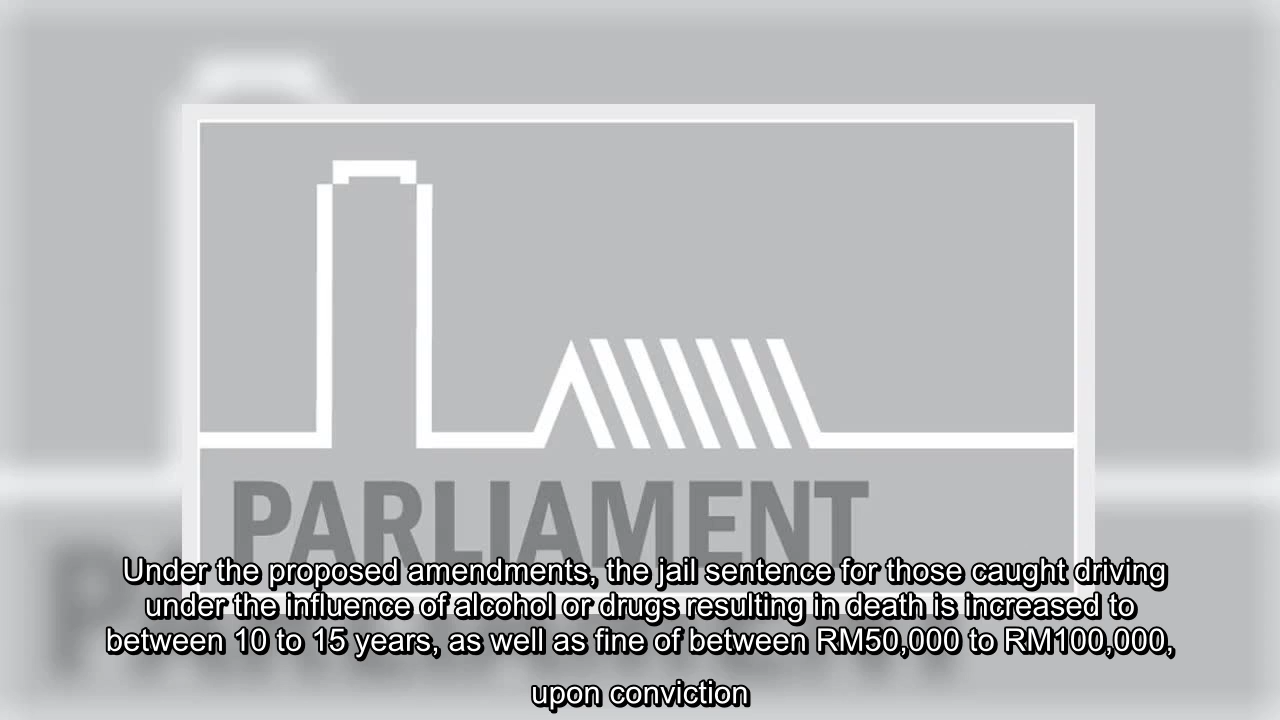 PARLIAMENT
Under the proposed amendments, the jail sentence for those caught driving
under the influence of alcohol or drugs resulting in death is increased to
between 10 to 15 years, as well as fine of between RM50,000 to RM100,000,
upon conviction